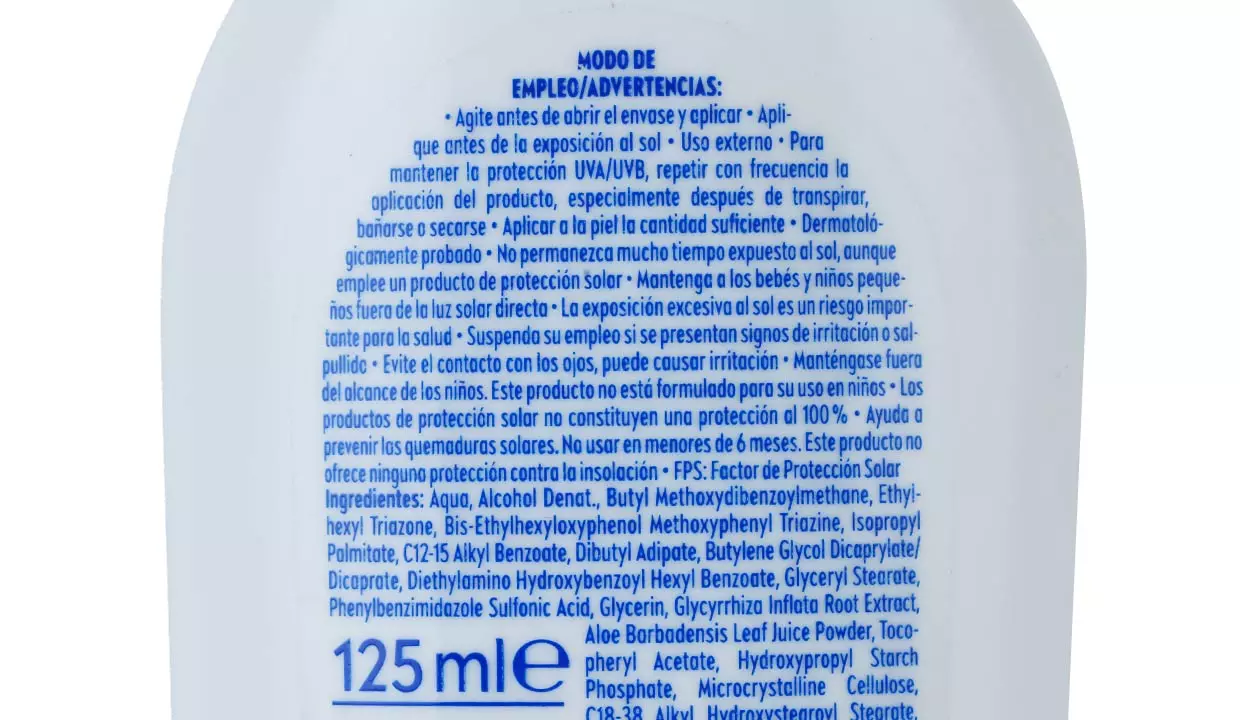 MODO DE
EMPLEO/ADVERTENCIAS:
• Agite antes de abrir el envase y aplicar • Apli-
que antes de la exposición al sol • Uso externo • Para
mantener la protección UVA/UVB, repetir con frecuencia la
aplicación del producto, especialmente después de transpirar,
bañarse o secarse • Aplicar a la piel la cantidad suficiente • Dermatoló-
gicamente probado • No permanezca mucho tiempo expuesto al sol, aunque
emplee un producto de protección solar • Mantenga a los bebés y niños peque-
ños fuera de la luz solar directa • La exposición excesiva al sol es un riesgo impor-
tante para la salud • Suspenda su empleo si se presentan signos de irritación o sal-
pullido • Evite el contacto con los ojos, puede causar irritación • Manténgase fuera
del alcance de los niños. Este producto no está formulado para su uso en niños • Los
productos de protección solar no constituyen una protección al 100% • Ayuda a
prevenir las quemaduras solares. No usar en menores de 6 meses. Este producto no
ofrece ninguna protección contra la insolación • FPS: Factor de Protección Solar
Ingredientes: Aqua, Alcohol Denat., Butyl Methoxydibenzoylmethane, Ethyl-
hexyl Triazone, Bis-Ethylhexyloxyphenol Methoxyphenyl Triazine, Isopropyl
Palmitate, C12-15 Alkyl Benzoate, Dibutyl Adipate, Butylene Glycol Dicaprylate/
Dicaprate, Diethylamino Hydroxybenzoyl Hexyl Benzoate, Glyceryl Stearate,
Phenylbenzimidazole Sulfonic Acid, Glycerin, Glycyrrhiza Inflata Root Extract,
Aloe Barbadensis Leaf Juice Powder, Toco-
pheryl Acetate, Hydroxypropyl Starch
Phosphate, Microcrystalline Cellulose,
C18-38 Alkyl Hydroxystearoyl Stearate,
125 ml e